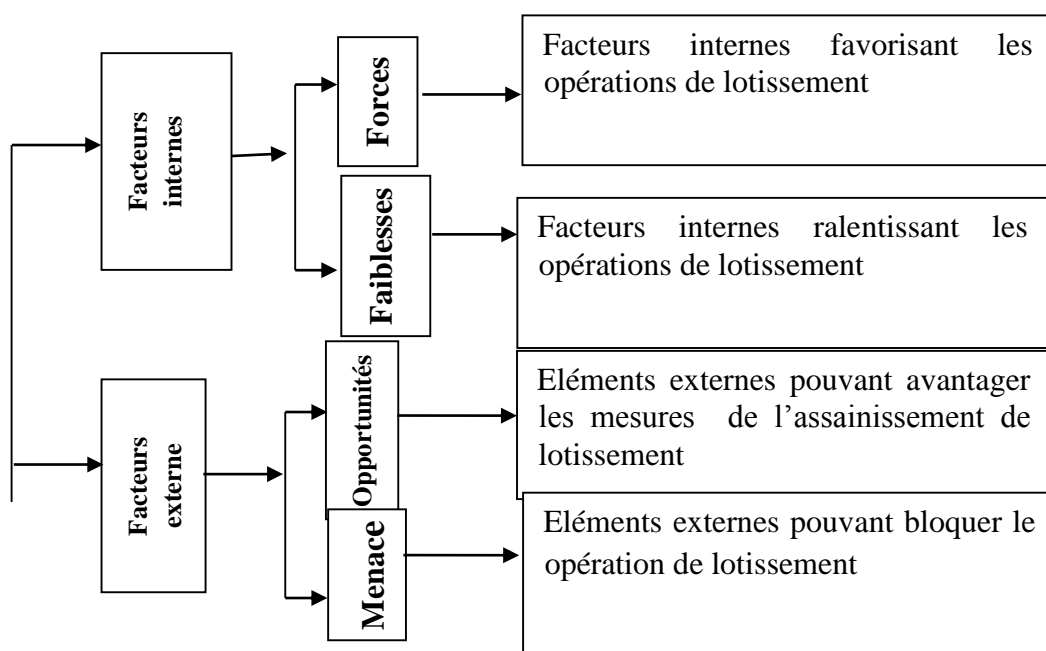 Facteurs
internes
Forces
Facteurs internes favorisant les
opérations de lotissement
Faiblesses
Facteurs internes ralentissant les
opérations de lotissement
Facteurs
externe
Opportunités
Eléments externes pouvant avantager
les mesures de l’assainissement de
lotissement
Menace
Eléments externes pouvant bloquer le
opération de lotissement